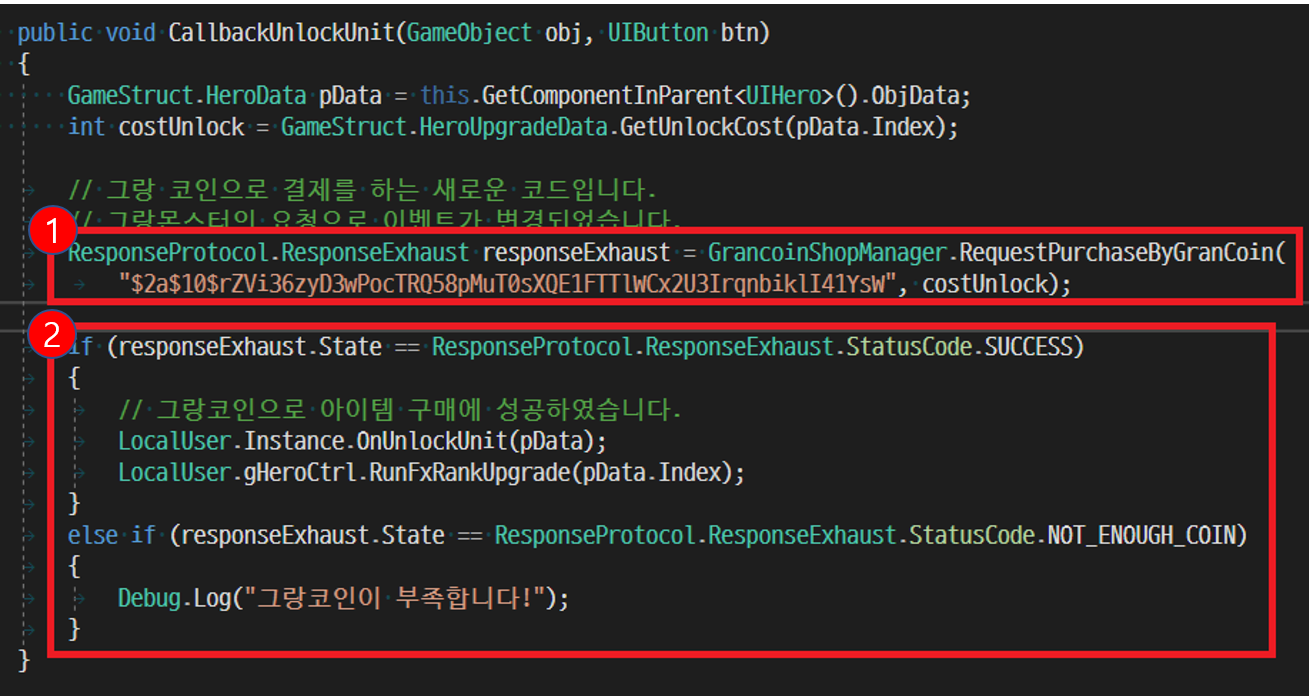 public void CallbackUnlockUnit(GameObject obj, UIButton btn)
{
GameStruct.HeroData pData = this.GetComponentInParent<UIHero>().ObjData;
int costUnlock = GameStruct.HeroUpgradeData.GetUnlockCost(pData.Index);
// 그랑 코인으로 결제를 하는 새로운 코드입니다.
// 그랑몬스터의 요청으로 이벤트가 변경되었습니다.
1
ResponseProtocol.ResponseExhaust responseExhaust = GrancoinShopManager.RequestPurchaseByGranCoin(
"$2a$10$rZVi36zyD3wPocTRQ58pMuT0sXQE1FTTlWCx2U3IrqnbiklI41YsW", costUnlock);
2
if (responseExhaust.State == ResponseProtocol.ResponseExhaust.StatusCode.SUCCESS)
{
// 그랑코인으로 아이템 구매에 성공하였습니다.
LocalUser.Instance.OnUnlockUnit(pData);
LocalUser.gHeroCtrl.RunFxRankUpgrade(pData.Index);
}
else if (responseExhaust.State == ResponseProtocol.ResponseExhaust.StatusCode.NOT_ENOUGH_COIN)
{
Debug.Log("그랑코인이 부족합니다!");
}
}